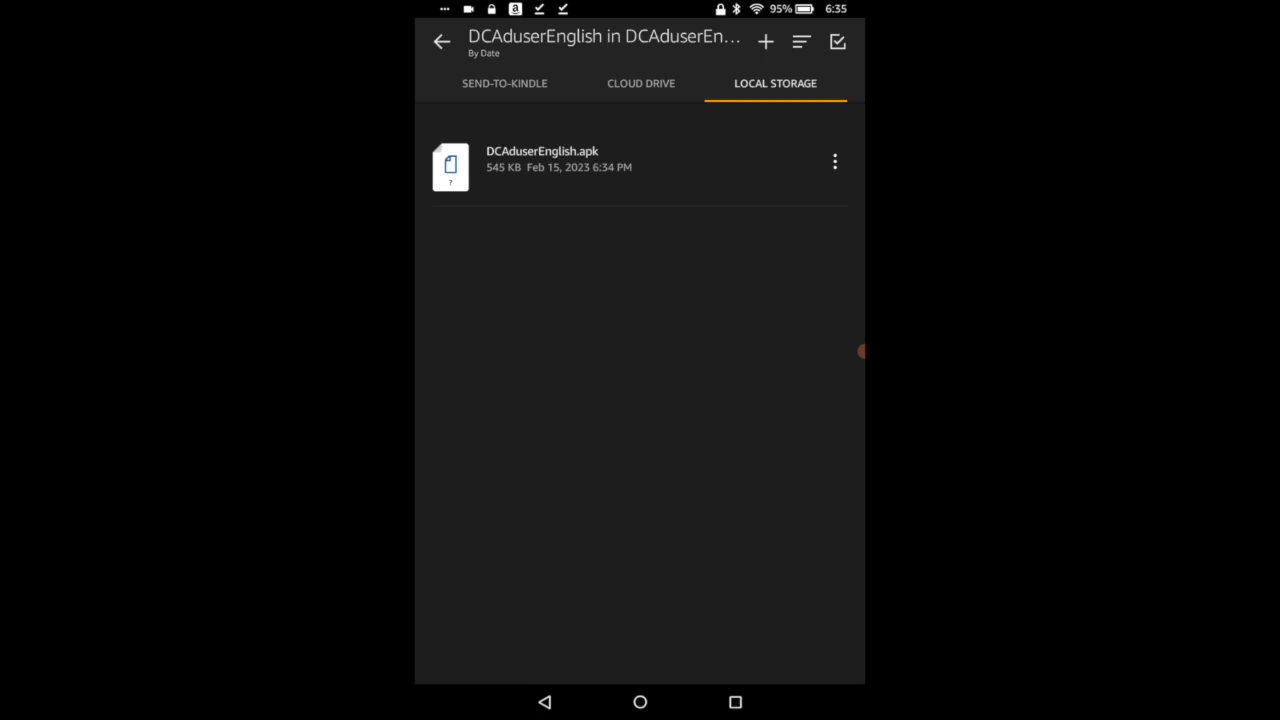 95% 6:35
DCAduserEnglish in DCAduserEn...
By Date
SEND-TO-KINDLE CLOUD DRIVE LOCAL STORAGE
DCAduserEnglish.apk
545 KB Feb 15, 2023 6:34 PM
?